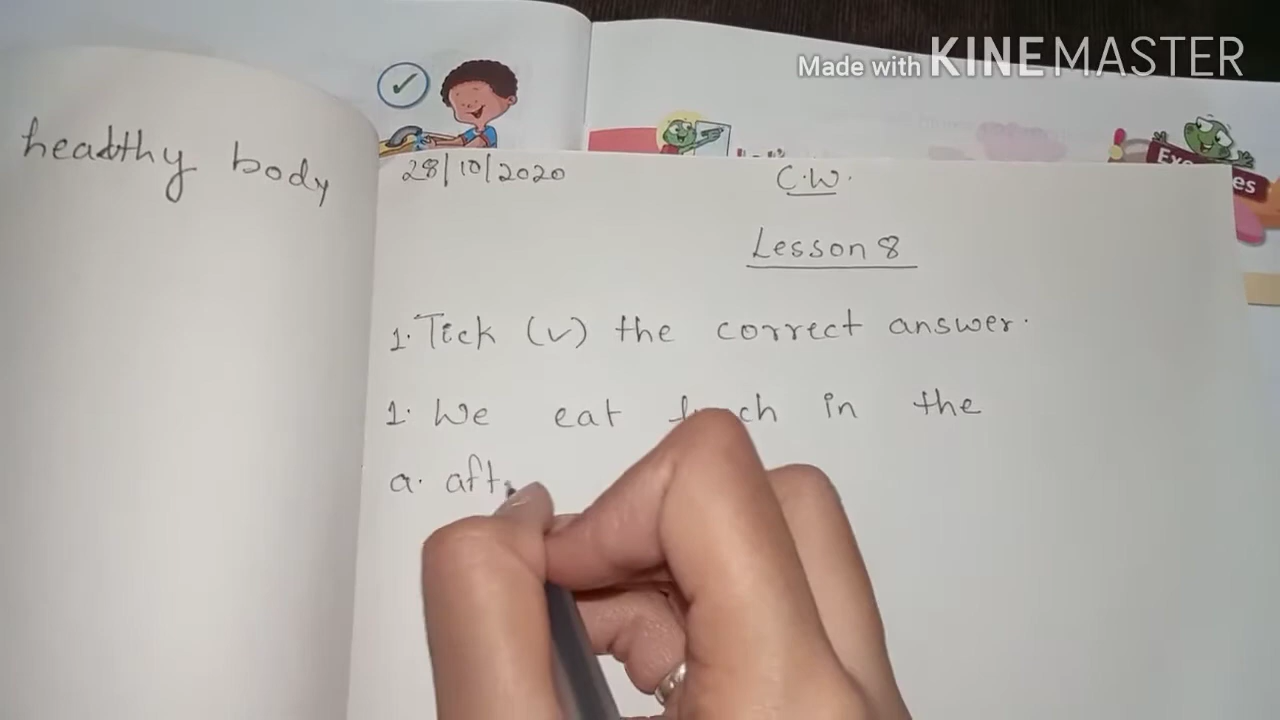 Made with KINEMASTER
healthy body
28/10/2020 C.W.
Lesson 8
1. Tick (✓) the correct answer.
1. We eat in the
a. aft